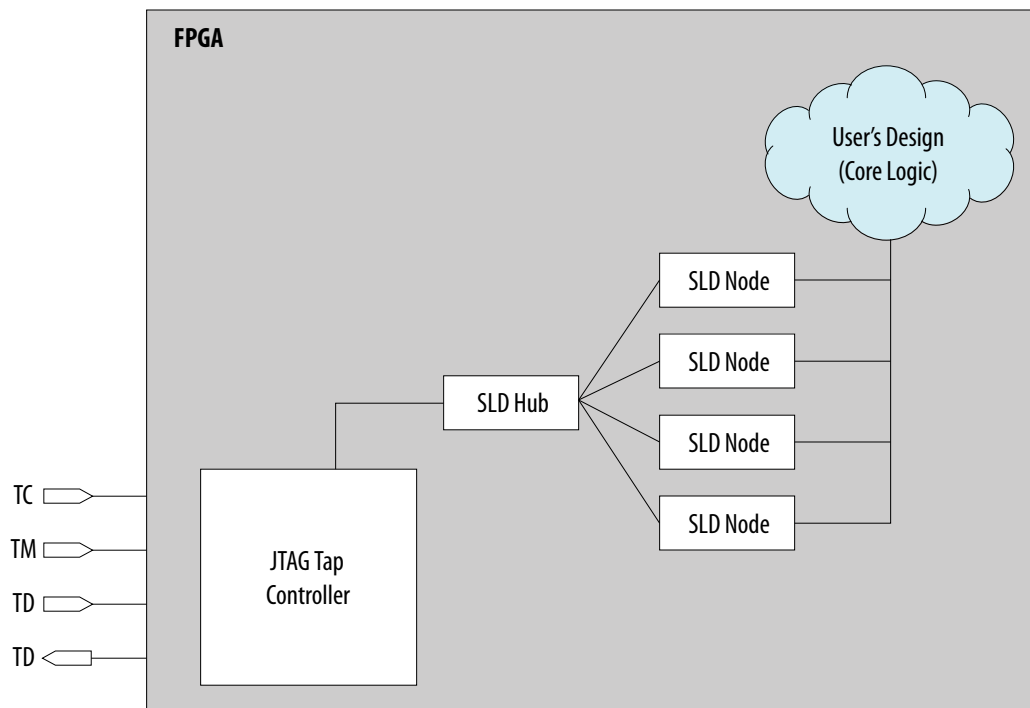 FPGA
User's Design
(Core Logic)
SLD Node
SLD Node
SLD Hub
SLD Node
SLD Node
TC
TM
JTAG Tap
Controller
TD
TD